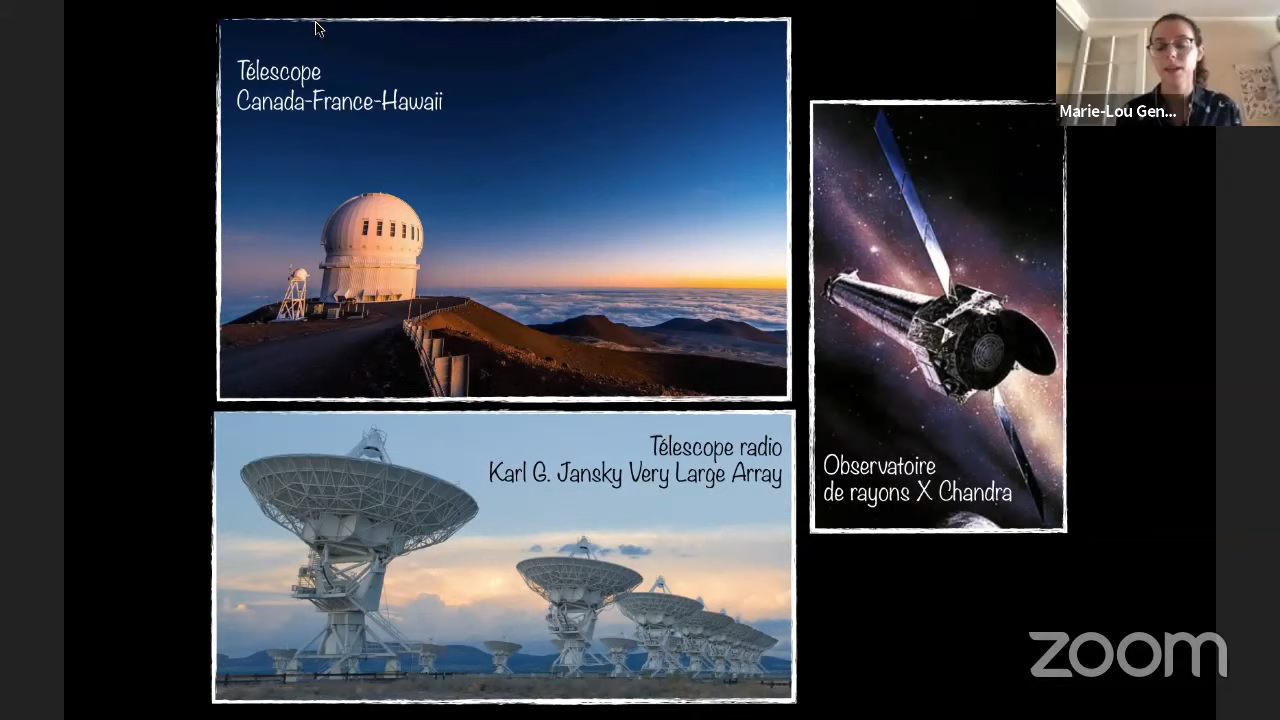 Télescope
Canada-France-Hawaii
Marie-Lou Gen...
Télescope radio
Karl G. Jansky Very Large Array
Observatoire
de rayons X Chandra
zoom